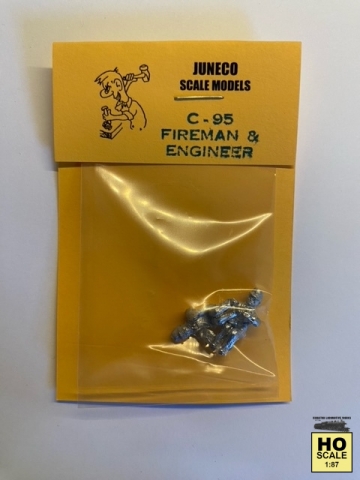 JUNECO
SCALE MODELS
C-95
FIREMAN &
ENGINEER
HO
SCALE
1:87